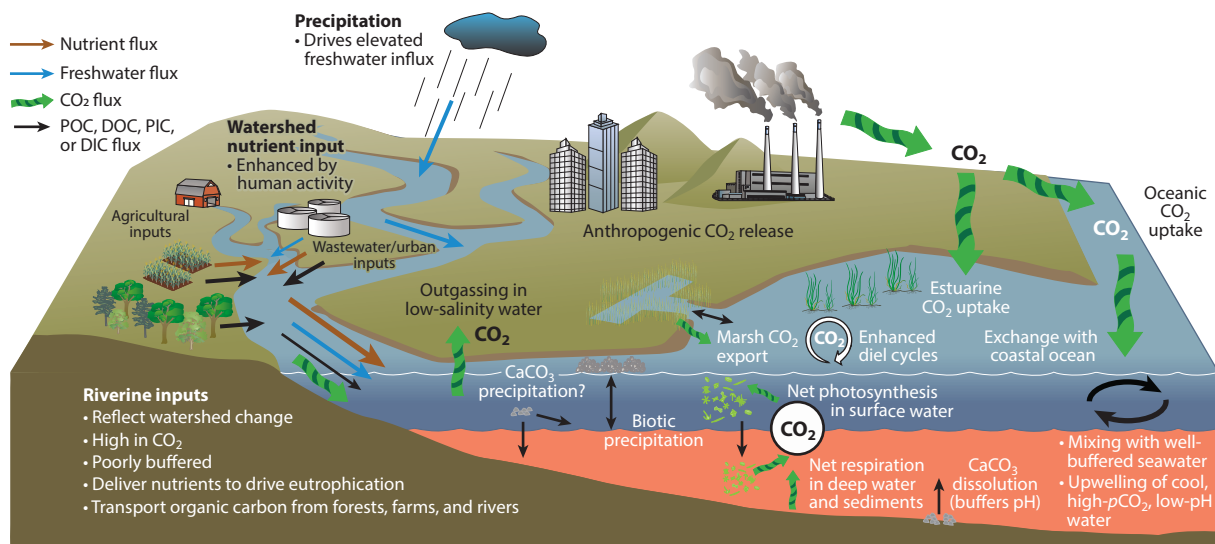 Nutrient flux
Freshwater flux
CO₂ flux
POC, DOC, PIC,
or DIC flux
Precipitation
• Drives elevated
freshwater influx
Watershed
nutrient input
• Enhanced by
human activity
Agricultural
inputs
Wastewater/urban
inputs
Anthropogenic CO₂ release
CO₂
CO₂
Oceanic
CO₂
uptake
Outgassing in
low-salinity water
CO₂
Marsh CO₂
export
CO₂
Enhanced
diel cycles
Estuarine
CO₂ uptake
Exchange with
coastal ocean
CaCO₃
precipitation?
Biotic
precipitation
Net photosynthesis
in surface water
CO₂
Net respiration
in deep water
and sediments
CaCO₃
dissolution
(buffers pH)
• Mixing with well-
buffered seawater
• Upwelling of cool,
high-pCO₂, low-pH
water
Riverine inputs
• Reflect watershed change
• High in CO₂
• Poorly buffered
• Deliver nutrients to drive eutrophication
• Transport organic carbon from forests, farms, and rivers